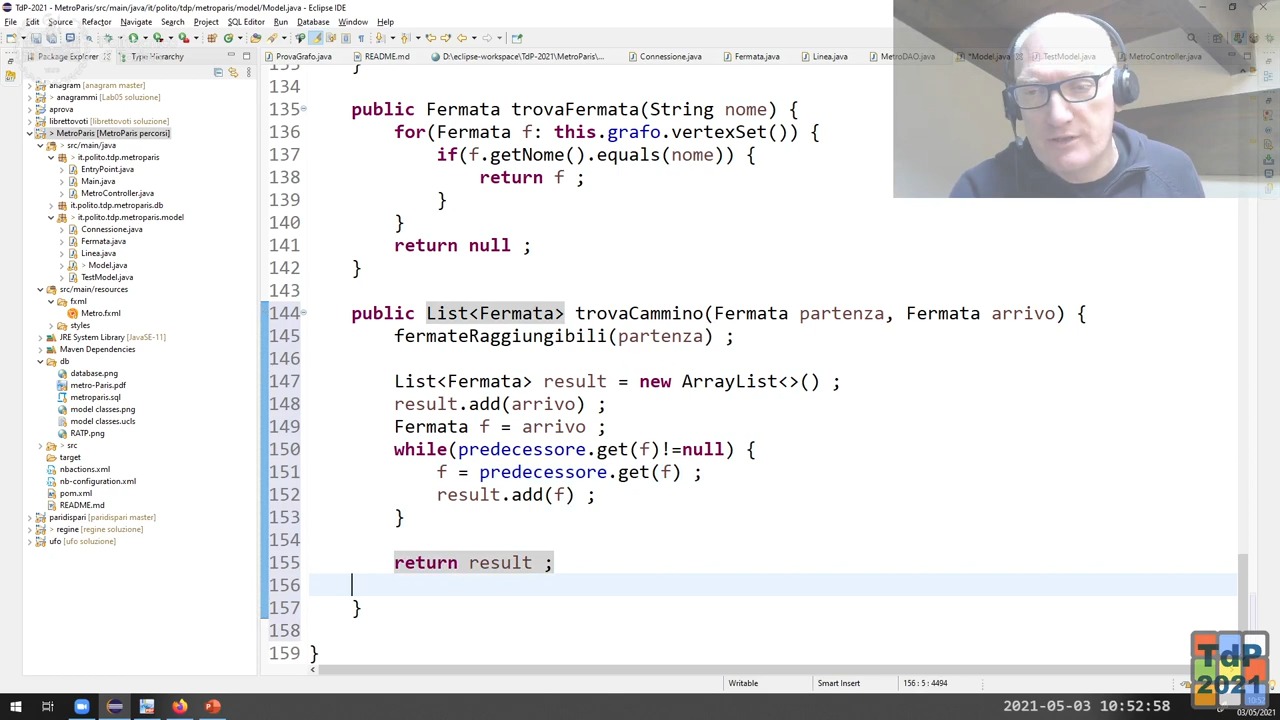 TdP-2021 - MetroParis/src/main/java/it/polito/tdp/metroparis/model/Model.java - Eclipse IDE
File Edit Source Refactor Navigate Search Project SQL Editor Run Database Window Help
Package Explorer Type Hierarchy
ProvaGrafo.java README.md D:\eclipse-workspace\TdP-2021\MetroParis\... Connessione.java Fermata.java Linea.java MetroDAO.java *Model.java TestModel.java MetroController.java
anagram [anagram master]
anagrammi [Lab05 soluzione]
aprova
librettovoti [librettovoti soluzione]
> MetroParis [MetroParis percorsi]
> src/main/java
it.polito.tdp.metroparis
EntryPoint.java
Main.java
MetroController.java
it.polito.tdp.metroparis.db
it.polito.tdp.metroparis.model
Connessione.java
Fermata.java
Linea.java
> Model.java
TestModel.java
src/main/resources
fxml
Metro.fxml
styles
JRE System Library [JavaSE-11]
Maven Dependencies
db
database.png
metro-Paris.pdf
metroparis.sql
model classes.png
model classes.ucls
RATP.png
> src
target
nbactions.xml
nb-configuration.xml
pom.xml
README.md
paridispari [paridispari master]
> regine [regine soluzione]
ufo [ufo soluzione]
133 }
134
135 public Fermata trovaFermata(String nome) {
136 for(Fermata f: this.grafo.vertexSet()) {
137 if(f.getNome().equals(nome)) {
138 return f ;
139 }
140 }
141 return null ;
142 }
143
144 public List<Fermata> trovaCammino(Fermata partenza, Fermata arrivo) {
145 fermateRaggiungibili(partenza) ;
146
147 List<Fermata> result = new ArrayList<>() ;
148 result.add(arrivo) ;
149 Fermata f = arrivo ;
150 while(predecessore.get(f)!=null) {
151 f = predecessore.get(f) ;
152 result.add(f) ;
153 }
154
155 return result ;
156
157 }
158
159 }
Writable Smart Insert 156 : 5 : 4494
TdP
2021
2021-05-03 10:52:58
10:52
03/05/2021